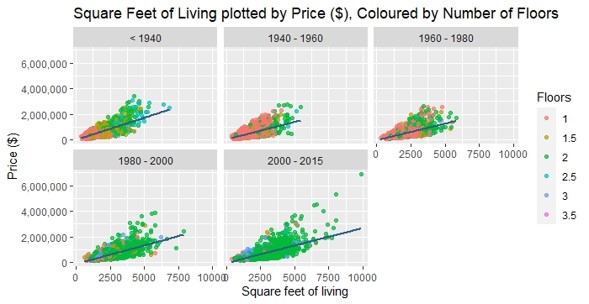 Square Feet of Living plotted by Price ($), Coloured by Number of Floors
< 1940
1940 - 1960
1960 - 1980
6,000,000
4,000,000
2,000,000
0
0 2500 5000 7500 10000
1980 - 2000
2000 - 2015
6,000,000
4,000,000
2,000,000
0
0 2500 5000 7500 10000
0 2500 5000 7500 10000
Price ($)
Square feet of living
Floors
1
1.5
2
2.5
3
3.5